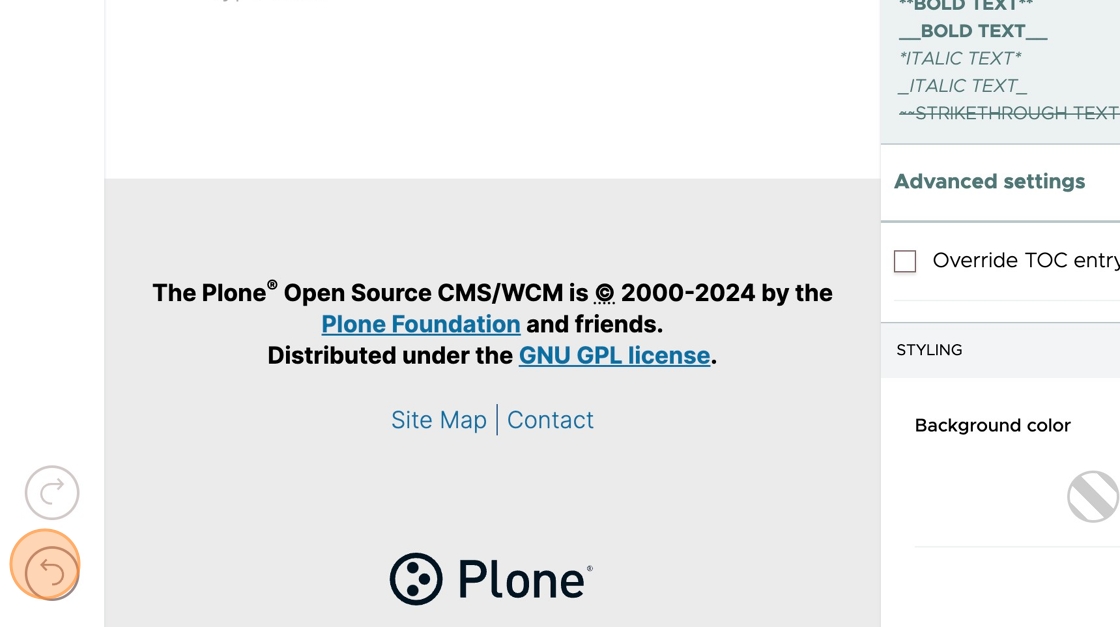 The Plone® Open Source CMS/WCM is © 2000-2024 by the
Plone Foundation and friends.
Distributed under the GNU GPL license.
Site Map | Contact
Plone®
**BOLD TEXT**
__BOLD TEXT__
*ITALIC TEXT*
_ITALIC TEXT_
~~STRIKETHROUGH TEXT
Advanced settings
Override TOC entry
STYLING
Background color